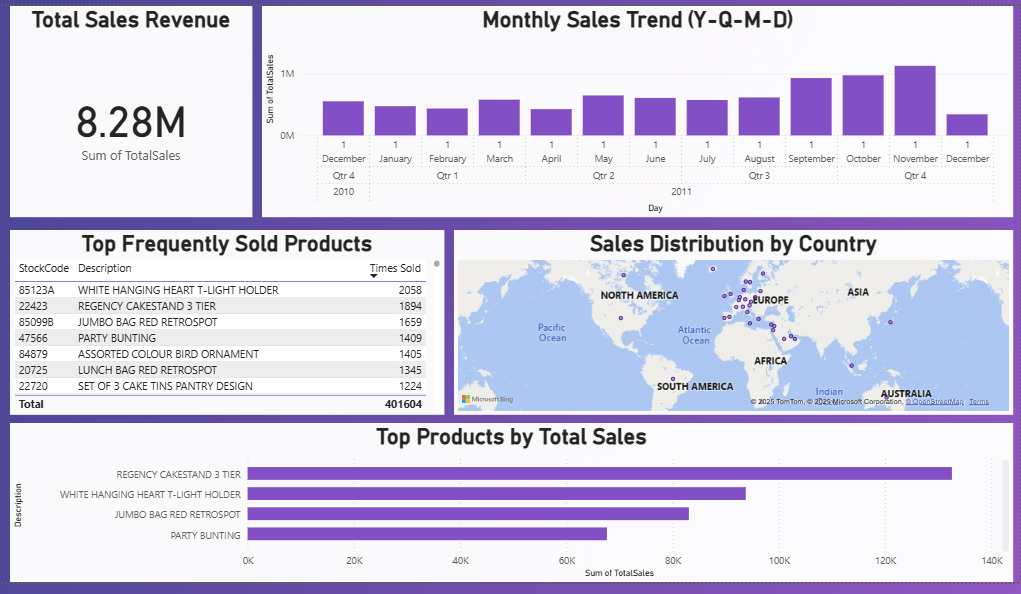 Total Sales Revenue
8.28M
Sum of TotalSales
Monthly Sales Trend (Y-Q-M-D)
Sum of TotalSales
1M
0M
1 1 1 1 1 1 1 1 1 1 1 1 1
December January February March April May June July August September October November December
Qtr 4 Qtr 1 Qtr 2 Qtr 3 Qtr 4
2010 2011
Day
Top Frequently Sold Products
StockCode Description Times Sold
85123A WHITE HANGING HEART T-LIGHT HOLDER 2058
22423 REGENCY CAKESTAND 3 TIER 1894
85099B JUMBO BAG RED RETROSPOT 1659
47566 PARTY BUNTING 1409
84879 ASSORTED COLOUR BIRD ORNAMENT 1405
20725 LUNCH BAG RED RETROSPOT 1345
22720 SET OF 3 CAKE TINS PANTRY DESIGN 1224
Total 401604
Sales Distribution by Country
NORTH AMERICA
EUROPE
ASIA
Pacific
Ocean
Atlantic
Ocean
AFRICA
SOUTH AMERICA
Indian
AUSTRALIA
Microsoft Bing
© 2025 TomTom, © 2025 Microsoft Corporation, © OpenStreetMap Terms
Top Products by Total Sales
Description
REGENCY CAKESTAND 3 TIER
WHITE HANGING HEART T-LIGHT HOLDER
JUMBO BAG RED RETROSPOT
PARTY BUNTING
0K 20K 40K 60K 80K 100K 120K 140K
Sum of TotalSales